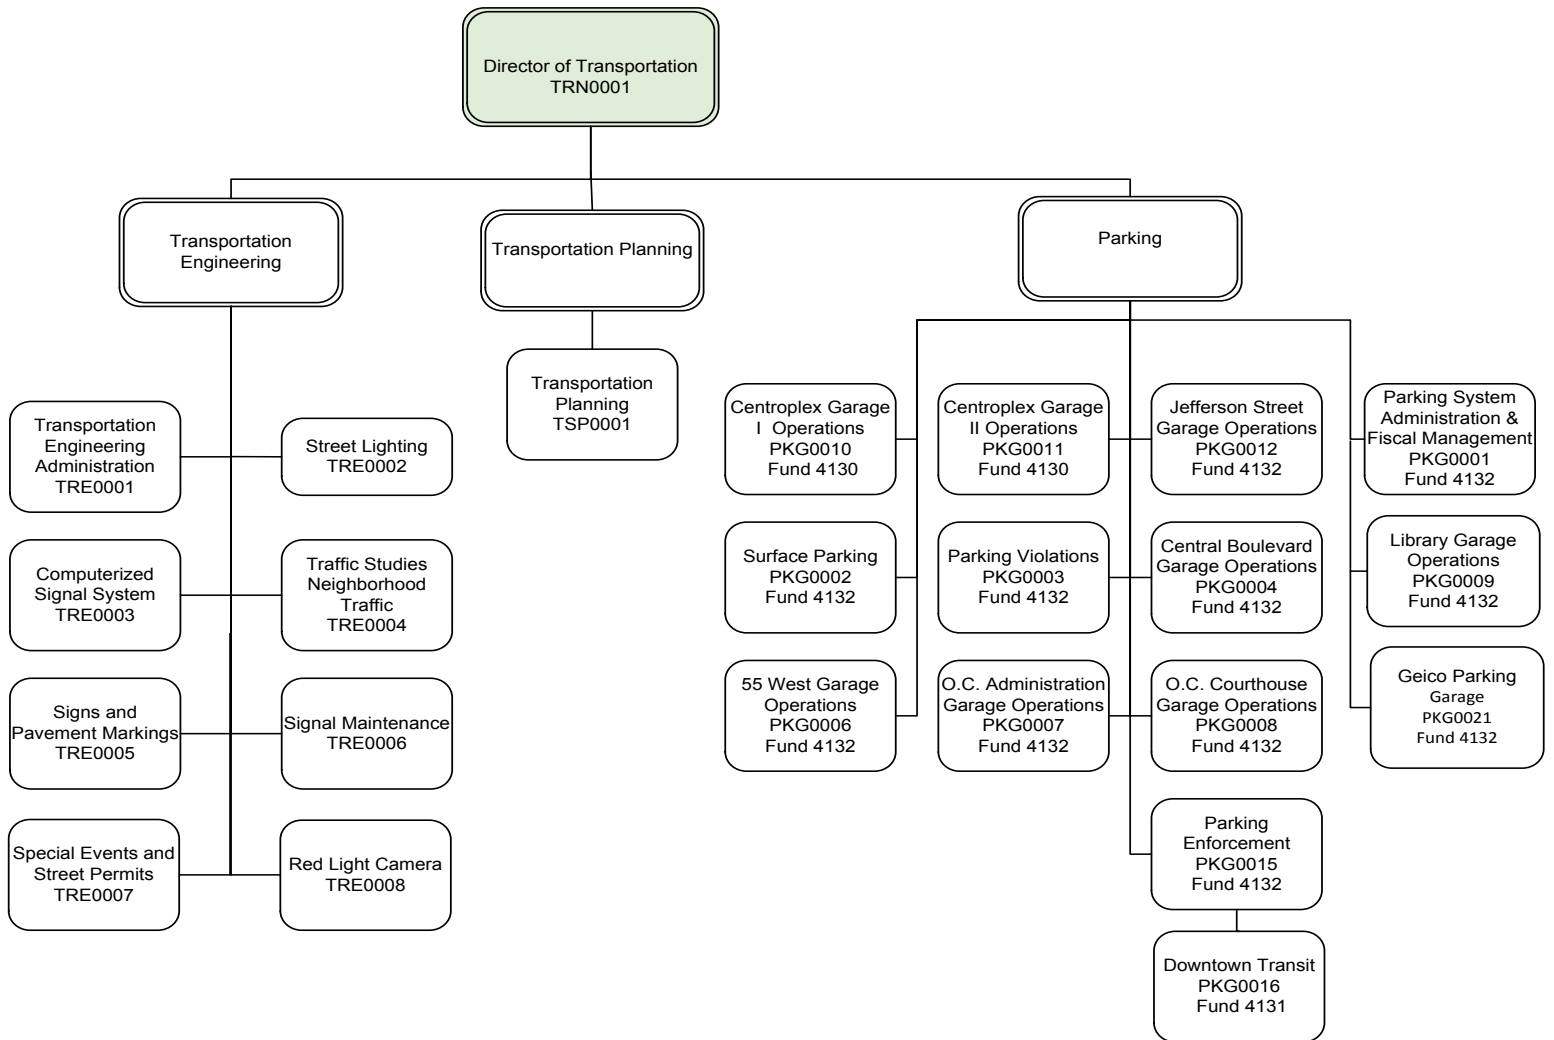 Director of Transportation
TRN0001
Transportation
Engineering
Transportation Planning
Parking
Transportation
Engineering
Administration
TRE0001
Street Lighting
TRE0002
Computerized
Signal System
TRE0003
Traffic Studies
Neighborhood
Traffic
TRE0004
Signs and
Pavement Markings
TRE0005
Signal Maintenance
TRE0006
Special Events and
Street Permits
TRE0007
Red Light Camera
TRE0008
Transportation
Planning
TSP0001
Centroplex Garage
I Operations
PKG0010
Fund 4130
Centroplex Garage
II Operations
PKG0011
Fund 4130
Jefferson Street
Garage Operations
PKG0012
Fund 4132
Parking System
Administration &
Fiscal Management
PKG0001
Fund 4132
Surface Parking
PKG0002
Fund 4132
Parking Violations
PKG0003
Fund 4132
Central Boulevard
Garage Operations
PKG0004
Fund 4132
Library Garage
Operations
PKG0009
Fund 4132
55 West Garage
Operations
PKG0006
Fund 4132
O.C. Administration
Garage Operations
PKG0007
Fund 4132
O.C. Courthouse
Garage Operations
PKG0008
Fund 4132
Geico Parking
Garage
PKG0021
Fund 4132
Parking
Enforcement
PKG0015
Fund 4132
Downtown Transit
PKG0016
Fund 4131